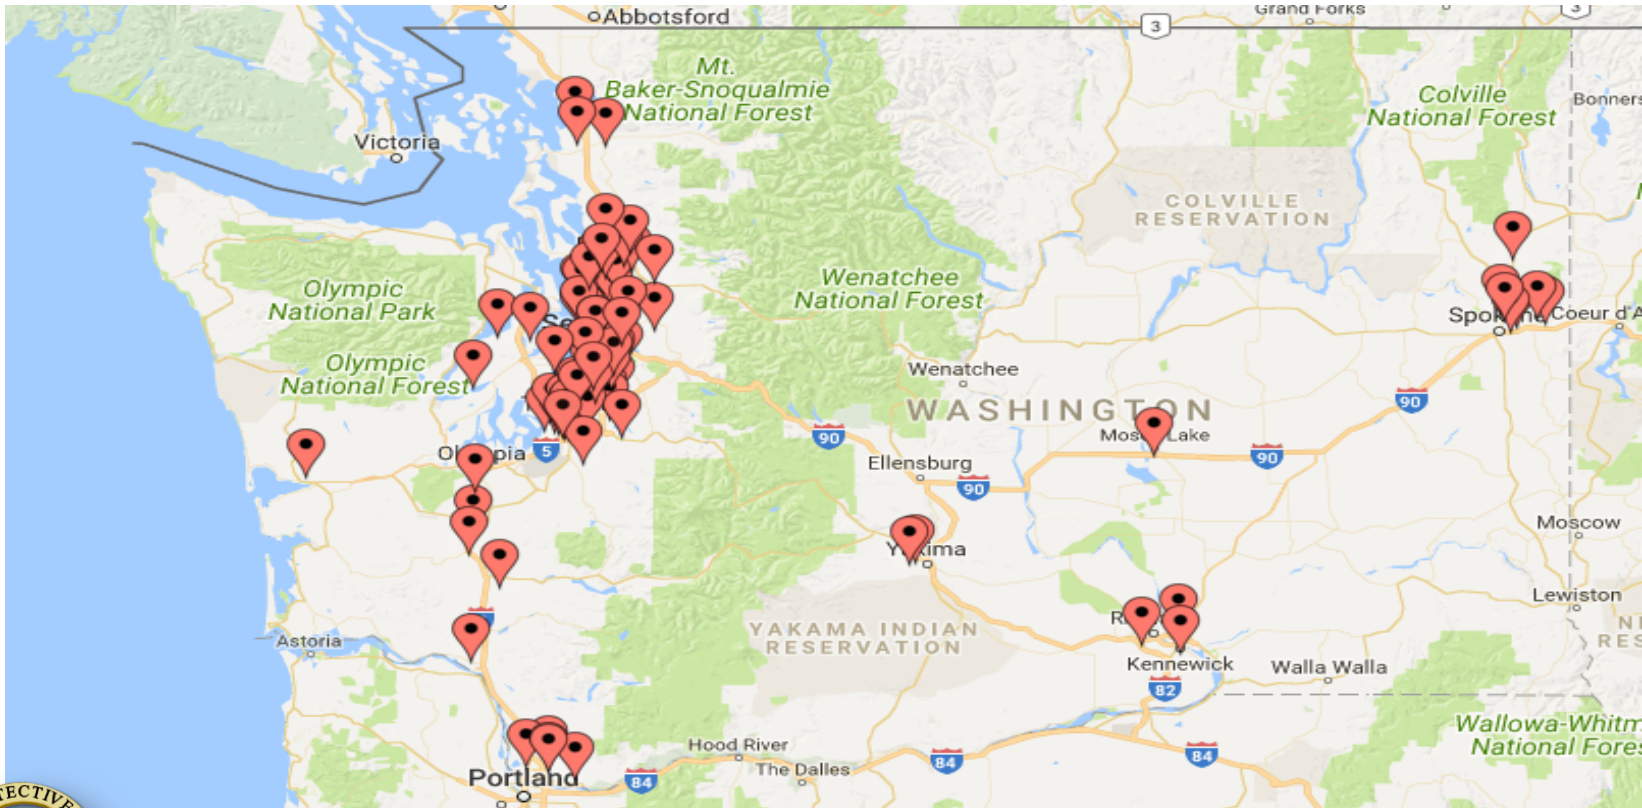 Abbotsford
3
Grand Forks
3
Mt.
Baker-Snoqualmie
National Forest
Colville
National Forest
Bonners
Victoria
COLVILLE
RESERVATION
Olympic
National Park
Wenatchee
National Forest
Coeur d'A
Olympic
National Forest
Wenatchee
WASHINGTON
90
90
Lake
5
Ellensburg
90
90
Moscow
Lewiston
YAKAMA INDIAN
RESERVATION
Astoria
Kennewick
Walla Walla
82
Wallowa-Whitm
National Fores
Hood River
The Dalles
84
84
84
Portland
TECTIVE